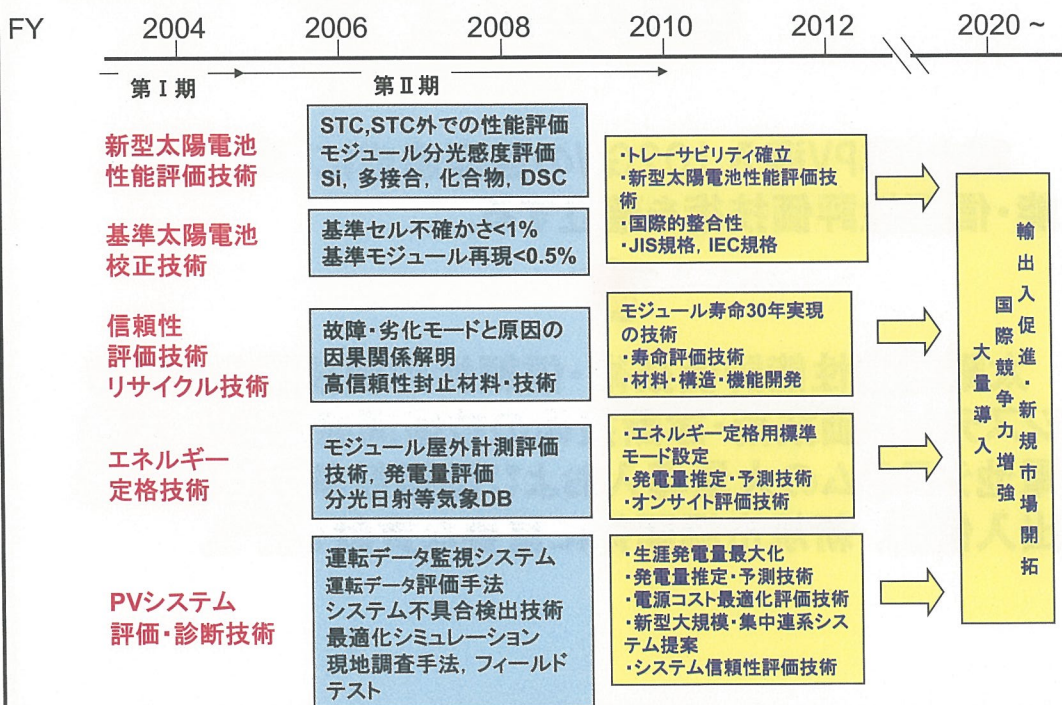 FY 2004 2006 2008 2010 2012 2020 ~
第Ⅰ期 第Ⅱ期
新型太陽電池
性能評価技術
STC,STC外での性能評価
モジュール分光感度評価
Si, 多接合, 化合物, DSC
・トレーサビリティ確立
・新型太陽電池性能評価技
術
・国際的整合性
・JIS規格, IEC規格
基準太陽電池
校正技術
基準セル不確かさ<1%
基準モジュール再現<0.5%
信頼性
評価技術
リサイクル技術
故障・劣化モードと原因の
因果関係解明
高信頼性封止材料・技術
モジュール寿命30年実現
の技術
・寿命評価技術
・材料・構造・機能開発
エネルギー
定格技術
モジュール屋外計測評価
技術, 発電量評価
分光日射等気象DB
・エネルギー定格用標準
モード設定
・発電量推定・予測技術
・オンサイト評価技術
PVシステム
評価・診断技術
運転データ監視システム
運転データ評価手法
システム不具合検出技術
最適化シミュレーション
現地調査手法, フィールド
テスト
・生涯発電量最大化
・発電量推定・予測技術
・電源コスト最適化評価技術
・新型大規模・集中連系シス
テム提案
・システム信頼性評価技術
輸出入促進・新規市場開拓
国際競争力増強
大量導入